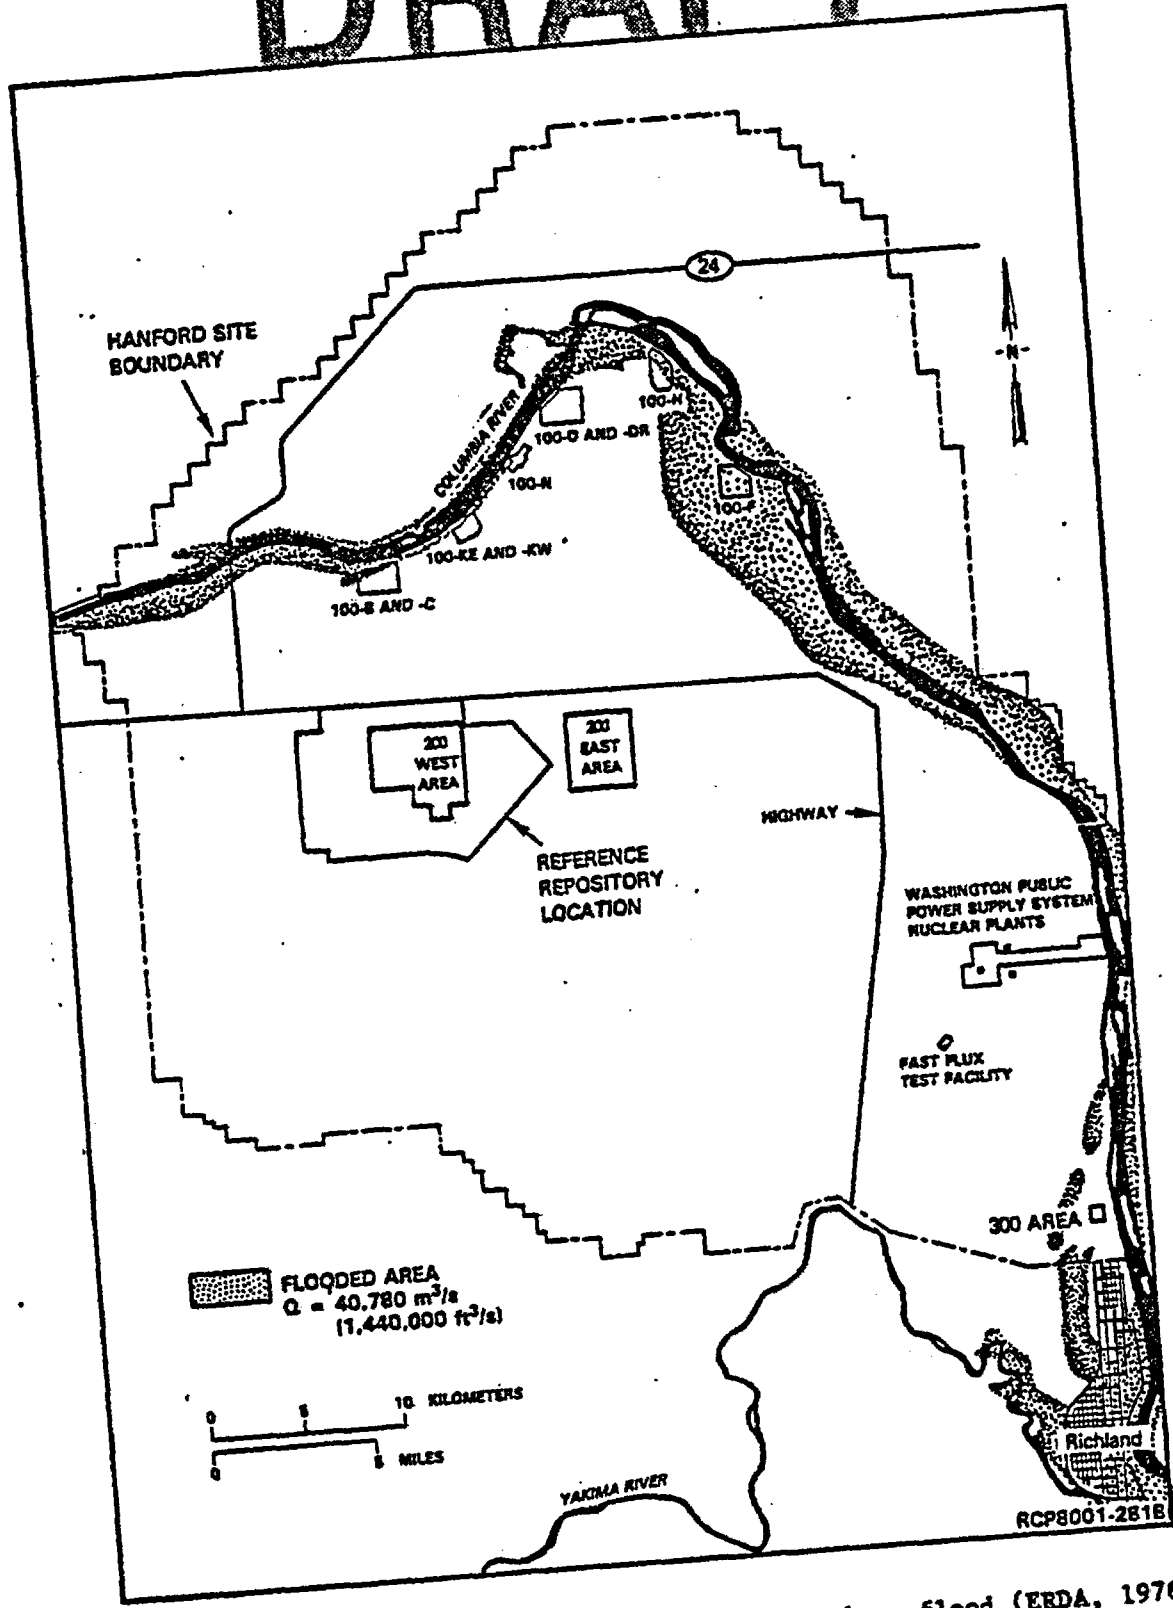 DRAFT
24
HANFORD SITE
BOUNDARY
-N-
COLUMBIA RIVER
100-H
100-D AND -DR
100-N
100-F
100-KE AND -KW
100-B AND -C
200
WEST
AREA
200
EAST
AREA
HIGHWAY
REFERENCE
REPOSITORY
LOCATION
WASHINGTON PUBLIC
POWER SUPPLY SYSTEM
NUCLEAR PLANTS
FAST FLUX
TEST FACILITY
300 AREA
FLOODED AREA
Q = 40,780 m³/s
(1,440,000 ft³/s)
0 5 10 KILOMETERS
0 5 MILES
Richland
YAKIMA RIVER
RCP8001-281B
flood (ERDA, 1976